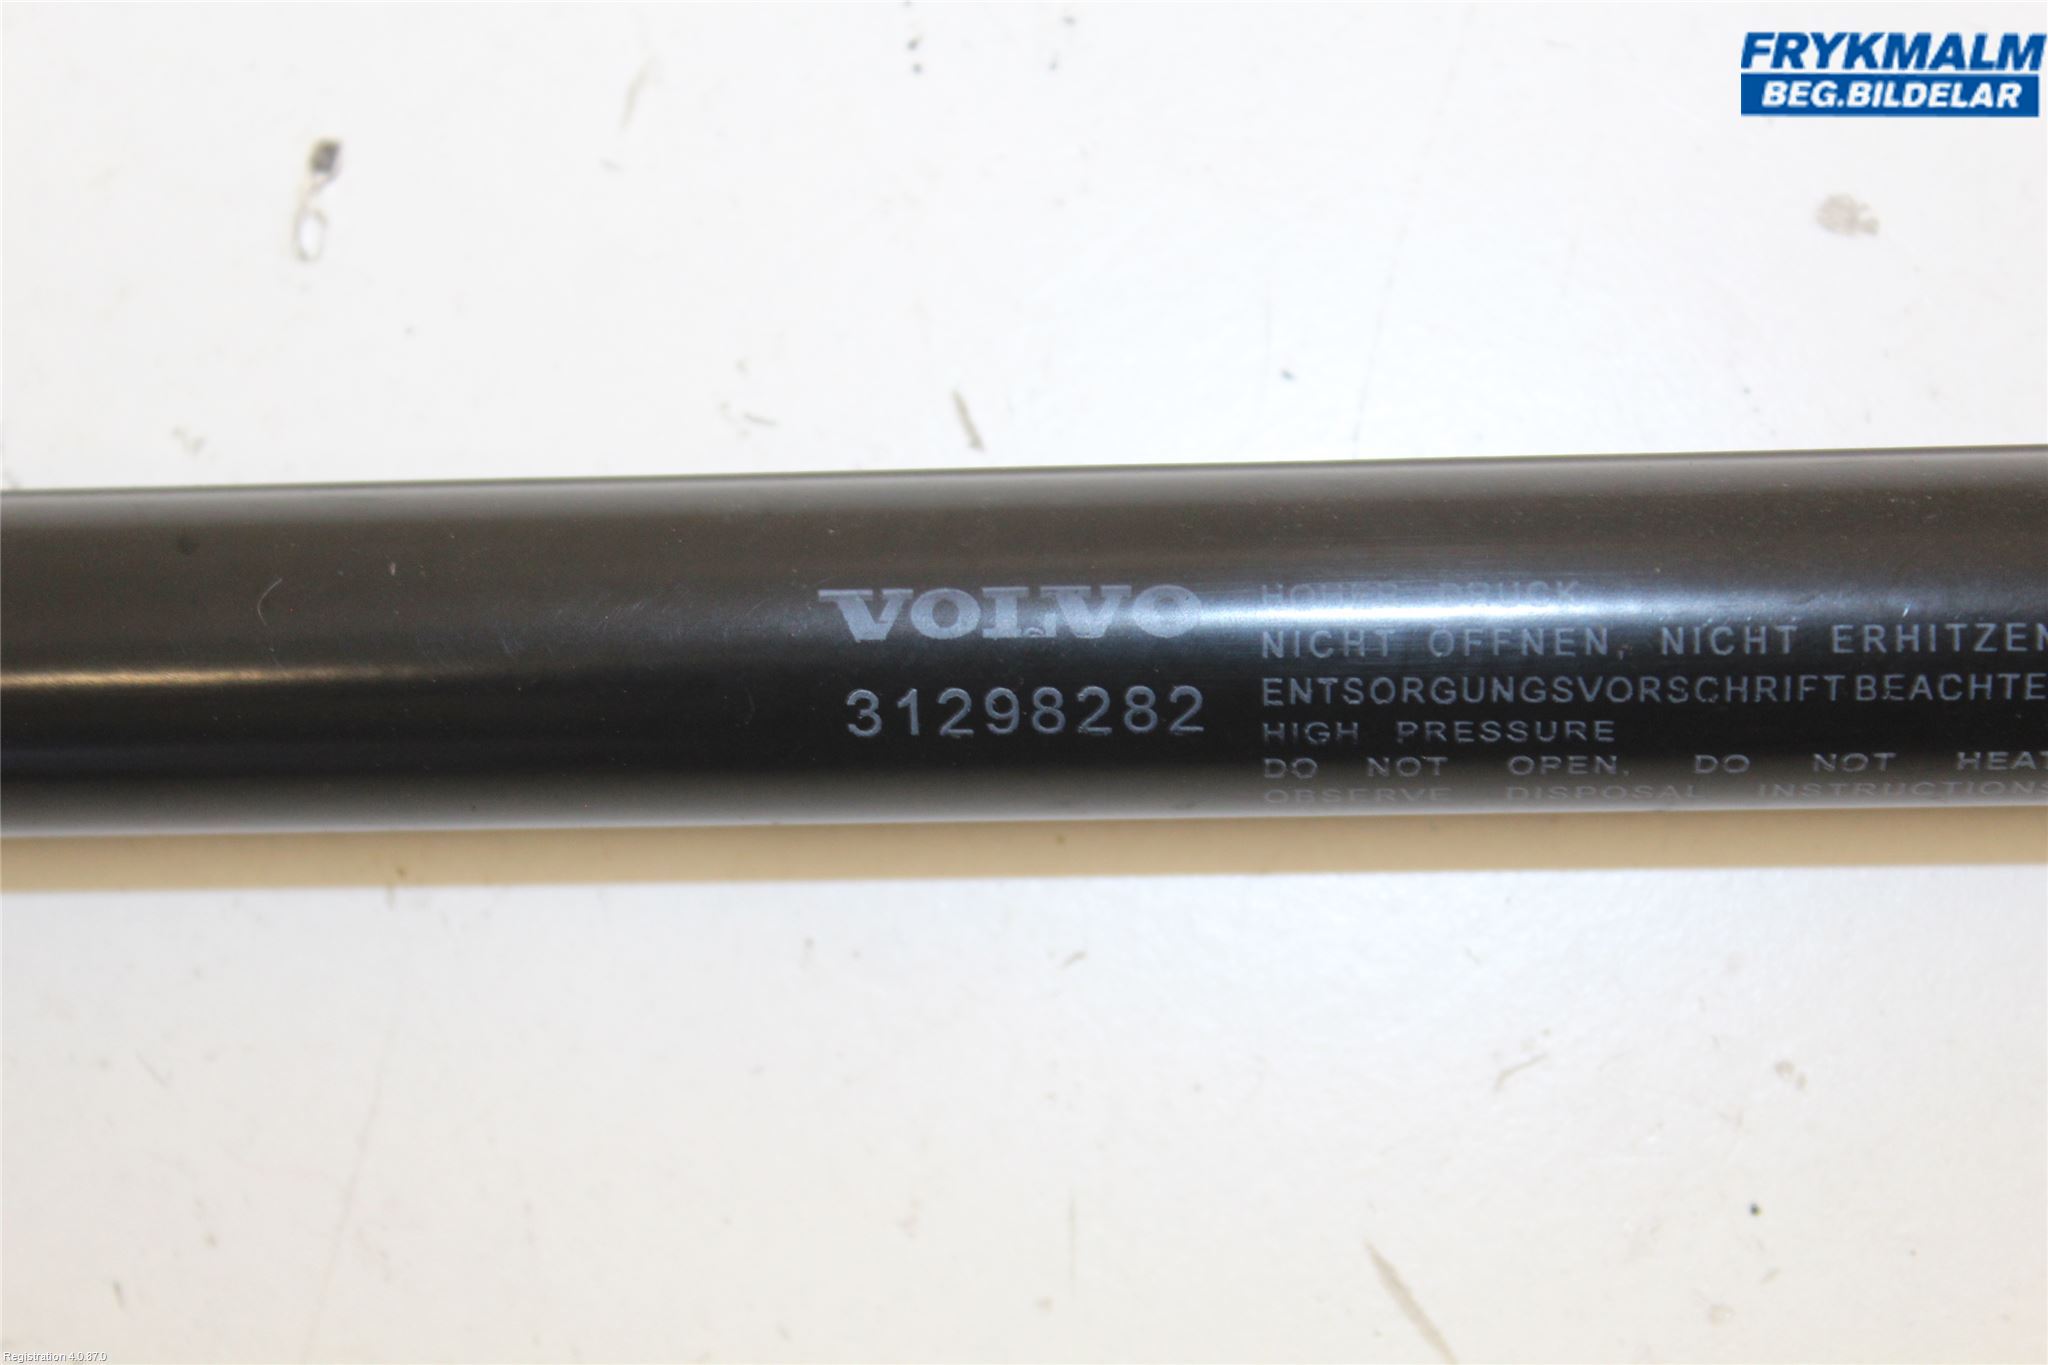 FRYKMALM
BEG.BILDELAR
VOLVO
31298282
HOHER DRUCK
NICHT OFFNEN, NICHT ERHITZEN
ENTSORGUNGSVORSCHRIFT BEACHTE
HIGH PRESSURE
DO NOT OPEN, DO NOT HEAT
OBSERVE DISPOSAL INSTRUCTIONS
Registration 4.0.87.0